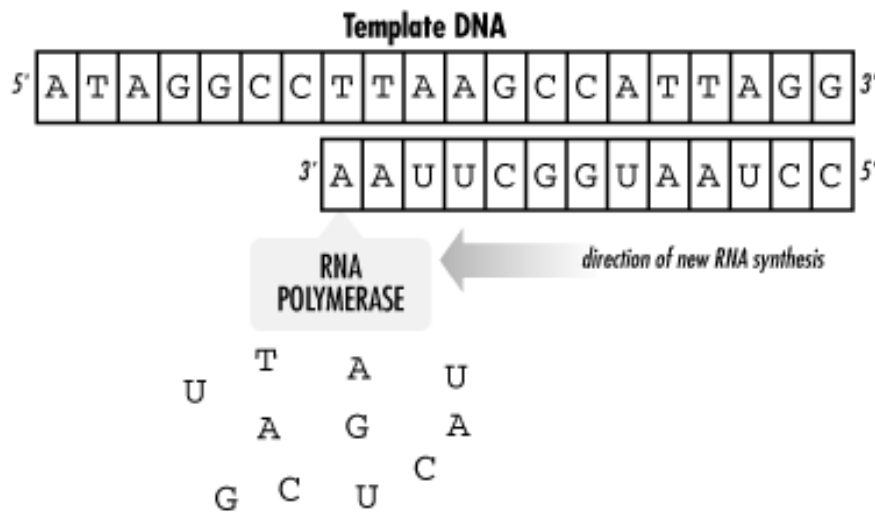 Template DNA
5' A T A G G C C T T A A G C C A T T A G G 3'
3' A A U U C G G U A A U C C 5'
RNA
POLYMERASE
direction of new RNA synthesis
T A U
U
A G A
C
G C U